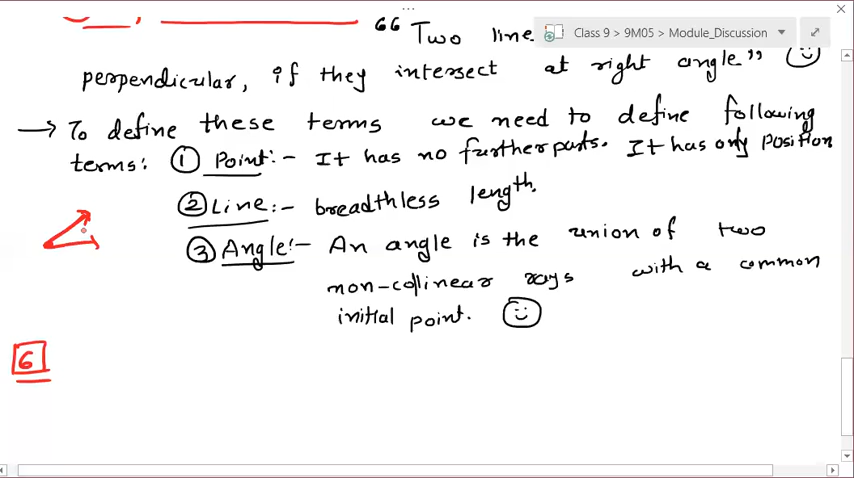 Class 9 > 9M05 > Module_Discussion
“ Two line
perpendicular, if they intersect at right angle”
→ To define these terms we need to define following
terms: ① Point:- It has no further parts. It has only position
② Line:- breadthless length.
③ Angle:- An angle is the union of two
non-collinear rays with a common
initial point.
6